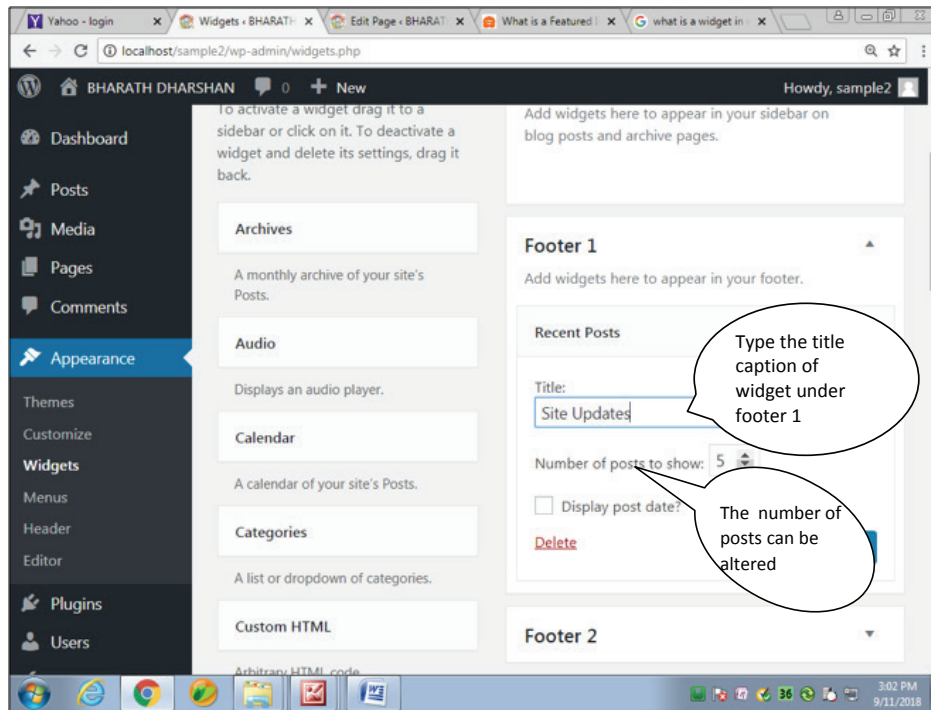 Yahoo - login
Widgets ‹ BHARATH
Edit Page ‹ BHARAT
What is a Featured
what is a widget in
localhost/sample2/wp-admin/widgets.php
BHARATH DHARSHAN 0 + New
Howdy, sample2
Dashboard
Posts
Media
Pages
Comments
Appearance
Themes
Customize
Widgets
Menus
Header
Editor
Plugins
Users
To activate a widget drag it to a
sidebar or click on it. To deactivate a
widget and delete its settings, drag it
back.
Archives
A monthly archive of your site's
Posts.
Audio
Displays an audio player.
Calendar
A calendar of your site's Posts.
Categories
A list or dropdown of categories.
Custom HTML
Arbitrary HTML code.
Add widgets here to appear in your sidebar on
blog posts and archive pages.
Footer 1
Add widgets here to appear in your footer.
Recent Posts
Title:
Site Updates
Number of posts to show: 5
Display post date?
Delete
Type the title
caption of
widget under
footer 1
The number of
posts can be
altered
Footer 2
36
3:02 PM
9/11/2018